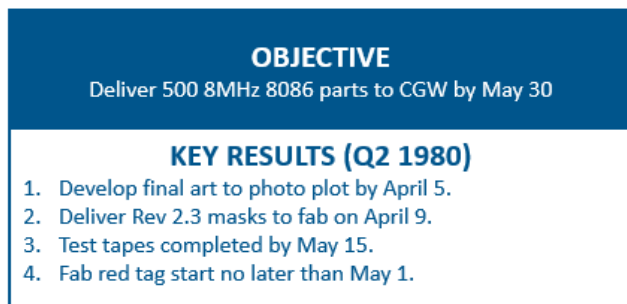 OBJECTIVE
Deliver 500 8MHz 8086 parts to CGW by May 30
KEY RESULTS (Q2 1980)
1. Develop final art to photo plot by April 5.
2. Deliver Rev 2.3 masks to fab on April 9.
3. Test tapes completed by May 15.
4. Fab red tag start no later than May 1.